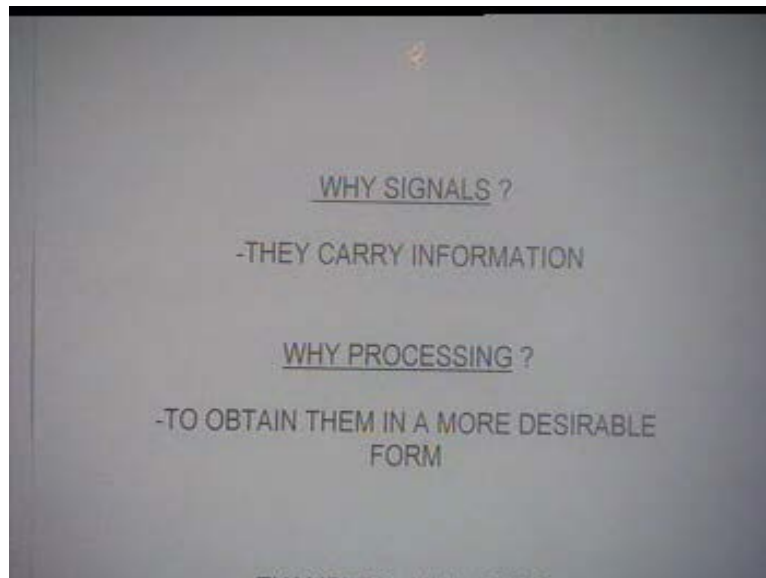 WHY SIGNALS ?
-THEY CARRY INFORMATION
WHY PROCESSING ?
-TO OBTAIN THEM IN A MORE DESIRABLE
FORM